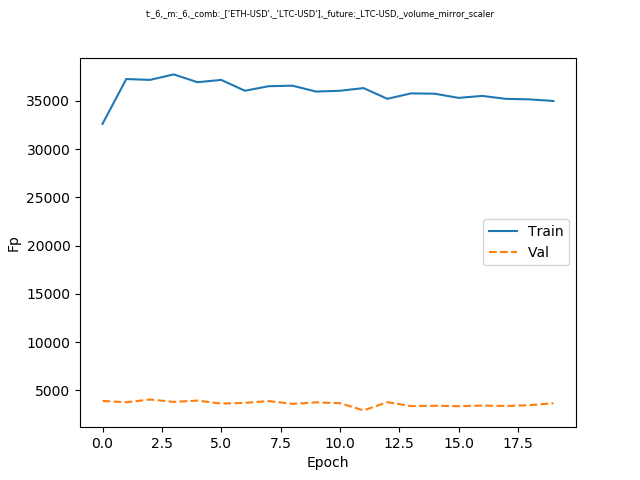 t:_6,_m:_6,_comb:_['ETH-USD',_'LTC-USD'],_future:_LTC-USD,_volume_mirror_scaler
35000
30000
25000
20000
15000
10000
5000
Fp
Train
Val
0.0 2.5 5.0 7.5 10.0 12.5 15.0 17.5
Epoch